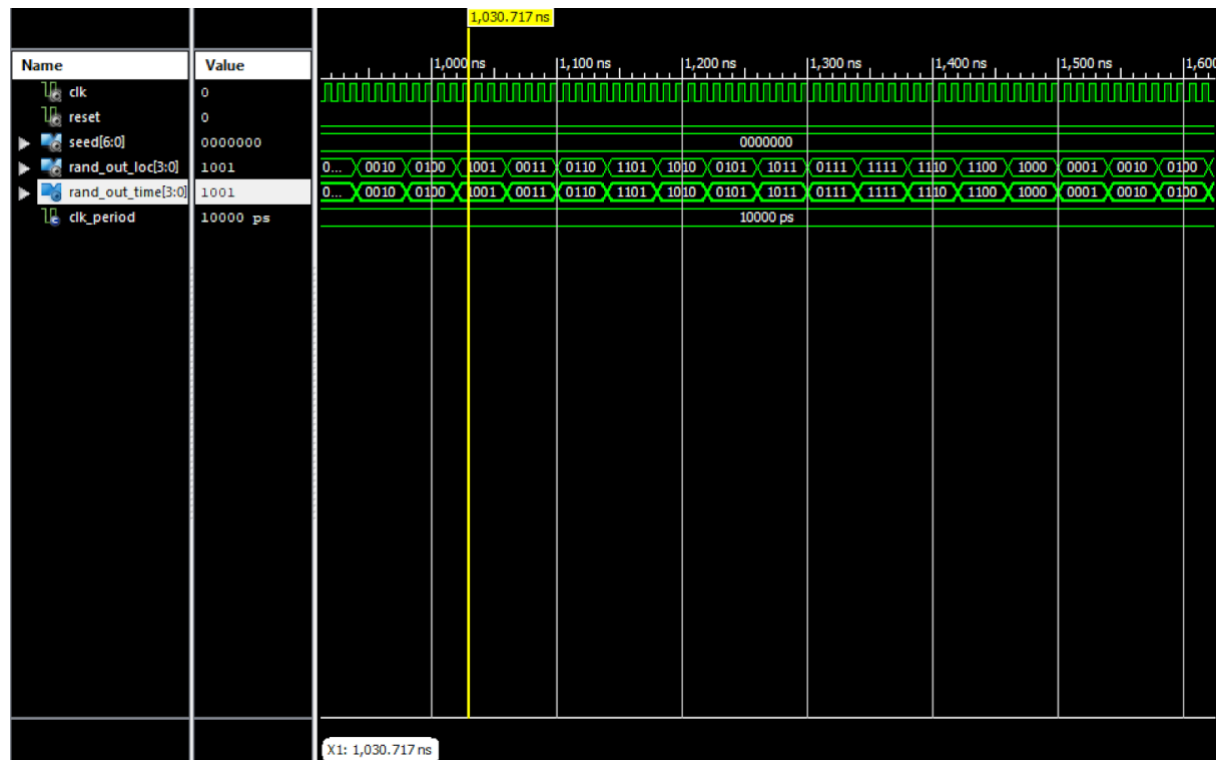 1,030.717 ns
Name Value 1,000 ns 1,100 ns 1,200 ns 1,300 ns 1,400 ns 1,500 ns 1,600
clk 0
reset 0
seed[6:0] 0000000 0000000
rand_out_loc[3:0] 1001 0... 0010 0100 1001 0011 0110 1101 1010 0101 1011 0111 1111 1110 1100 1000 0001 0010 0100
rand_out_time[3:0] 1001 0... 0010 0100 1001 0011 0110 1101 1010 0101 1011 0111 1111 1110 1100 1000 0001 0010 0100
clk_period 10000 ps 10000 ps
X1: 1,030.717 ns